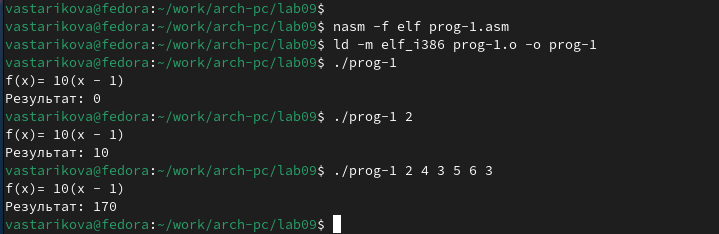 vastarikova@fedora:~/work/arch-pc/lab09$
vastarikova@fedora:~/work/arch-pc/lab09$ nasm -f elf prog-1.asm
vastarikova@fedora:~/work/arch-pc/lab09$ ld -m elf_i386 prog-1.o -o prog-1
vastarikova@fedora:~/work/arch-pc/lab09$ ./prog-1
f(x)= 10(x - 1)
Результат: 0
vastarikova@fedora:~/work/arch-pc/lab09$ ./prog-1 2
f(x)= 10(x - 1)
Результат: 10
vastarikova@fedora:~/work/arch-pc/lab09$ ./prog-1 2 4 3 5 6 3
f(x)= 10(x - 1)
Результат: 170
vastarikova@fedora:~/work/arch-pc/lab09$